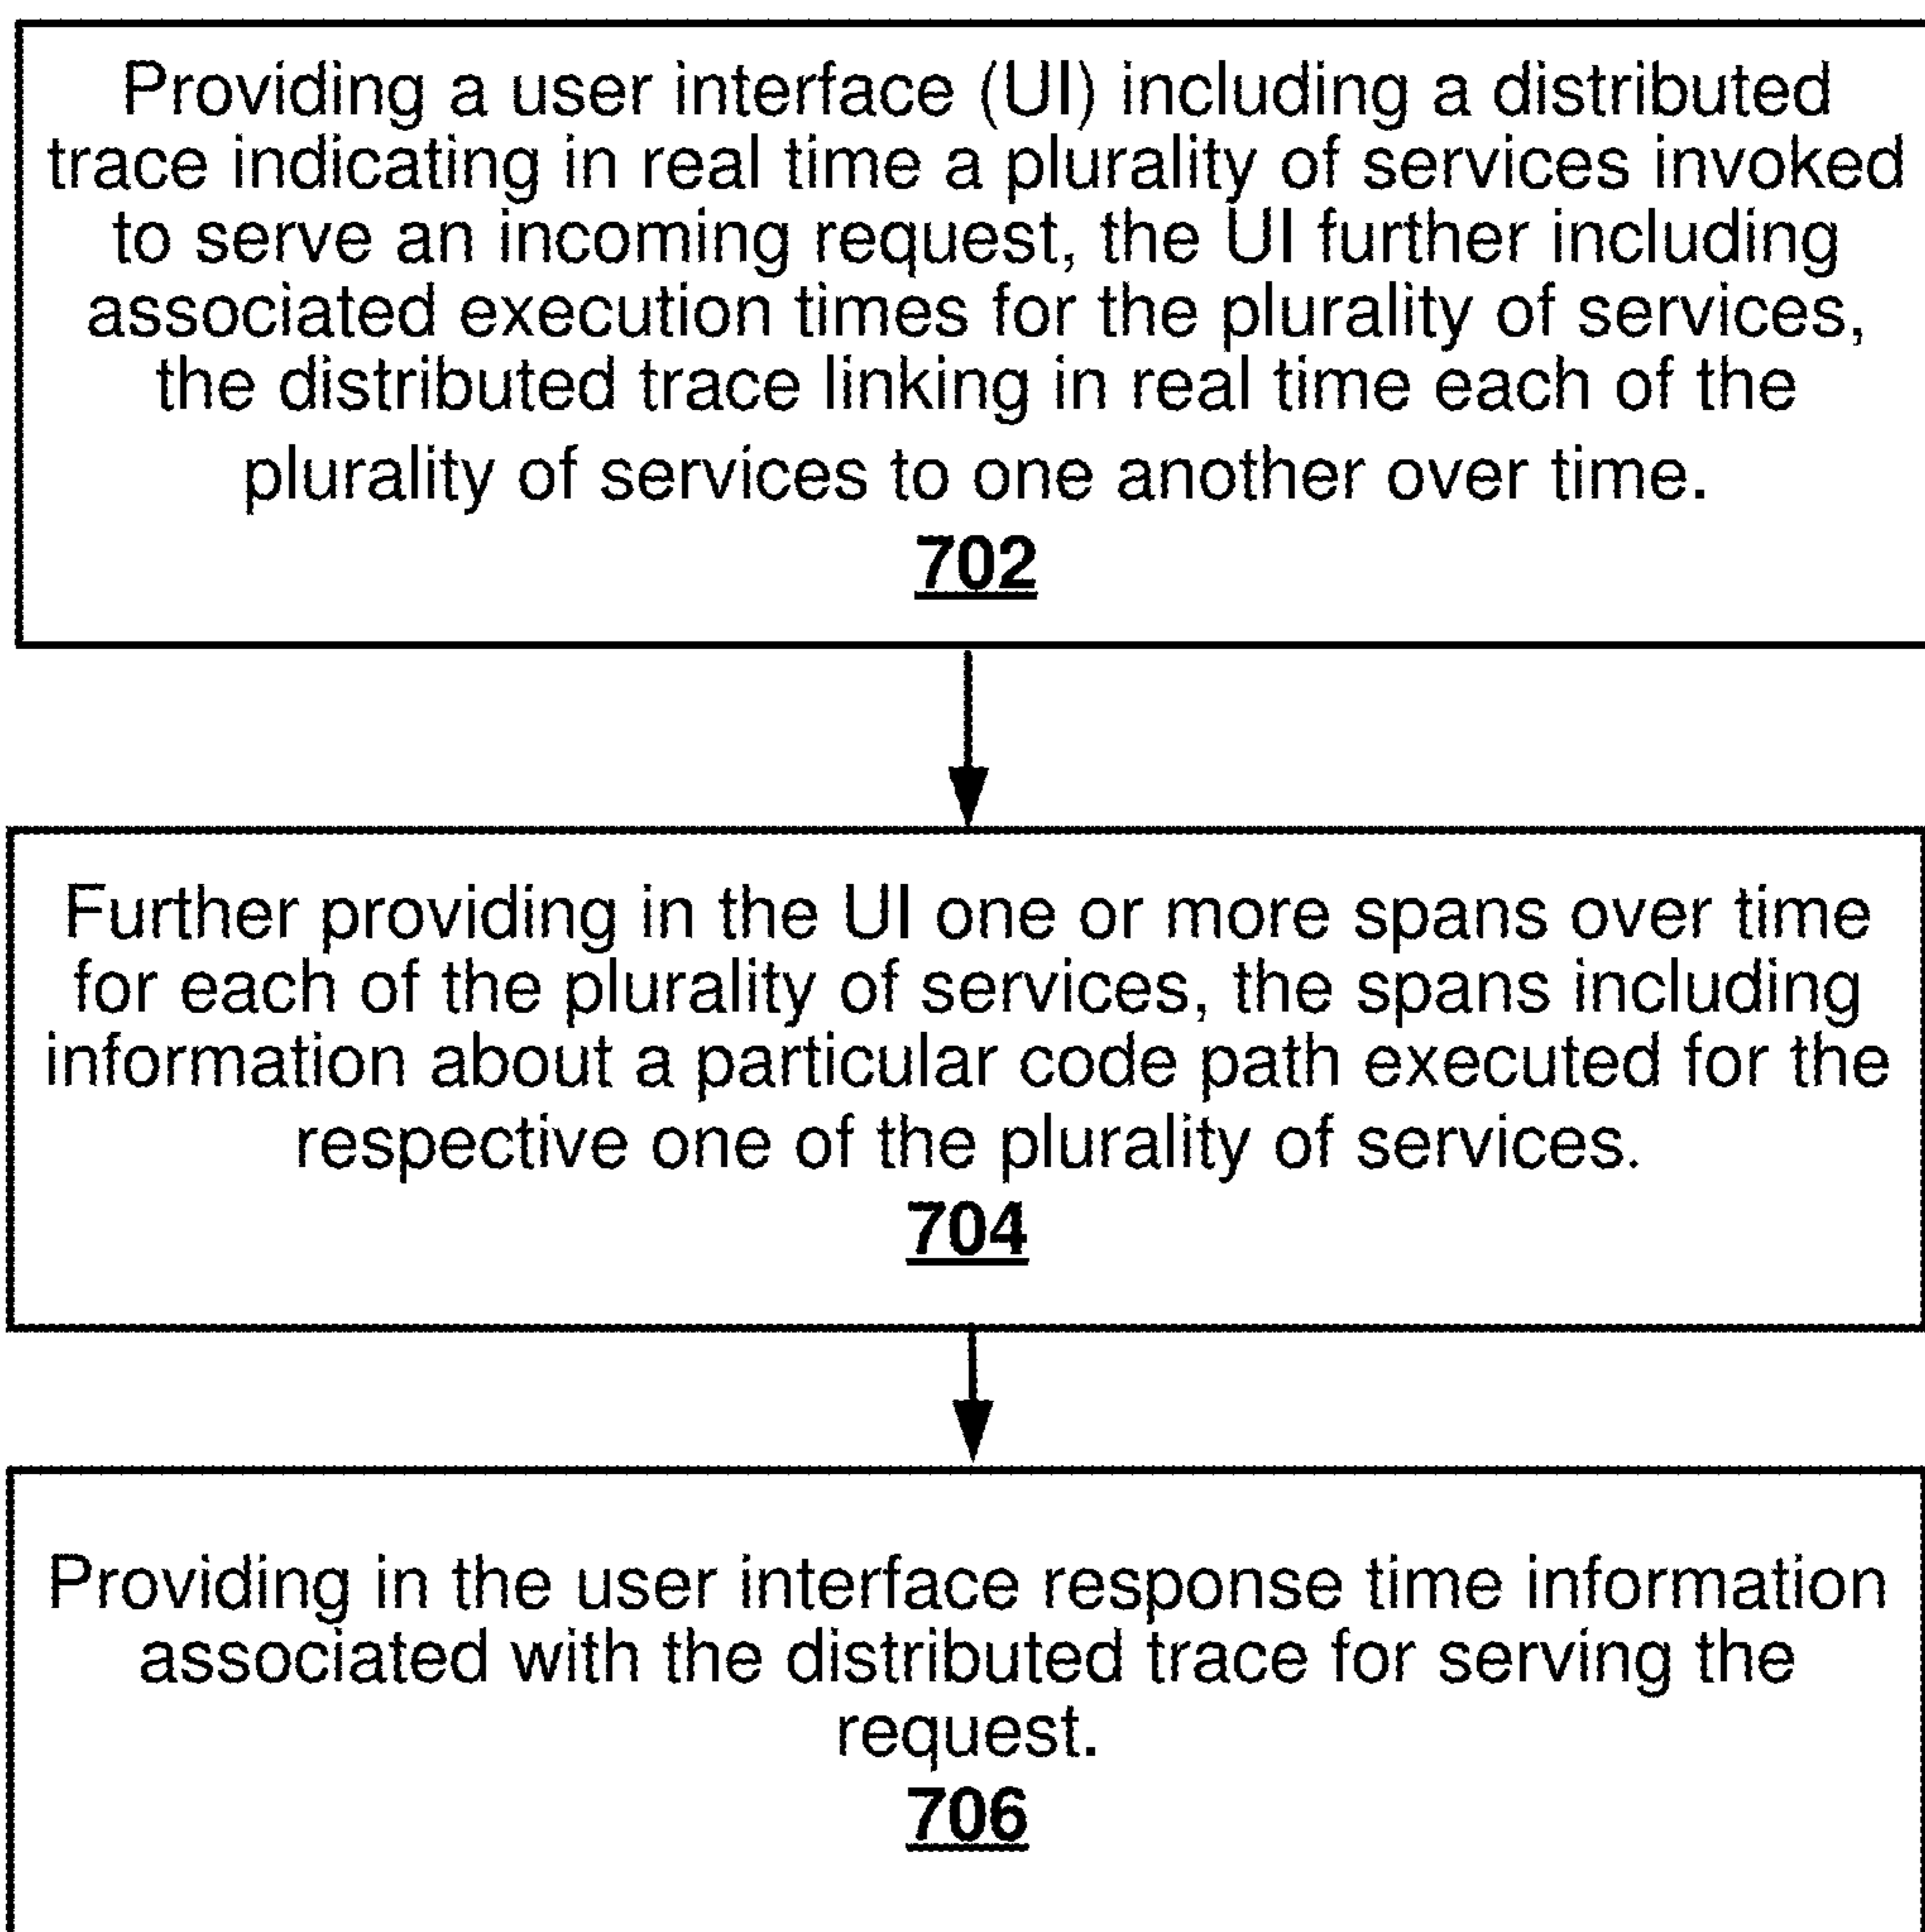 Providing a user interface (UI) including a distributed
trace indicating in real time a plurality of services invoked
to serve an incoming request, the UI further including
associated execution times for the plurality of services,
the distributed trace linking in real time each of the
plurality of services to one another over time.
702
Further providing in the UI one or more spans over time
for each of the plurality of services, the spans including
information about a particular code path executed for the
respective one of the plurality of services.
704
Providing in the user interface response time information
associated with the distributed trace for serving the
request.
706